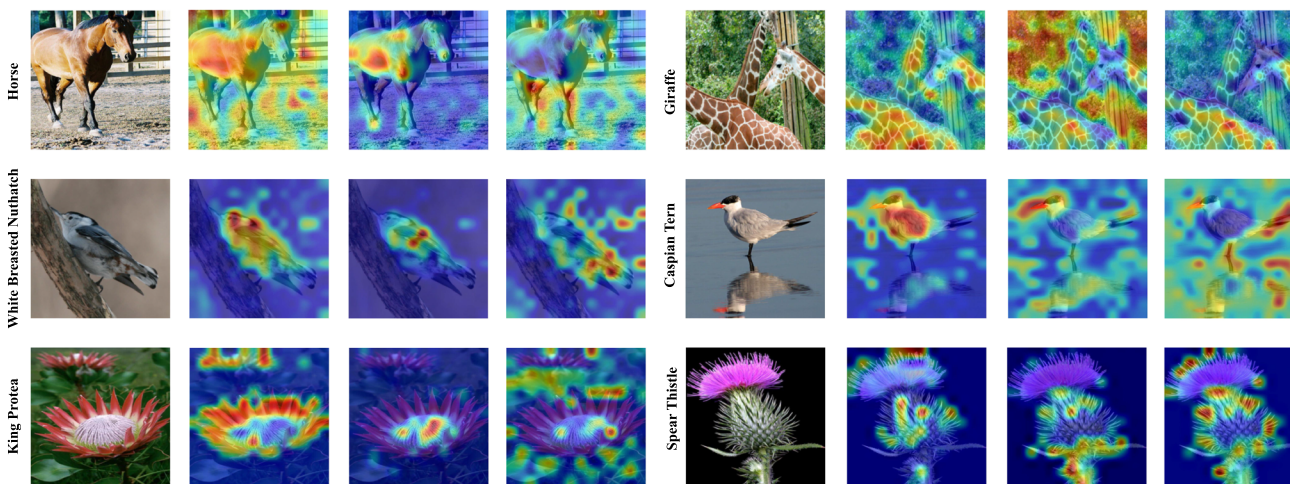 Horse
Giraffe
White Breasted Nuthatch
Caspian Tern
King Protea
Spear Thistle